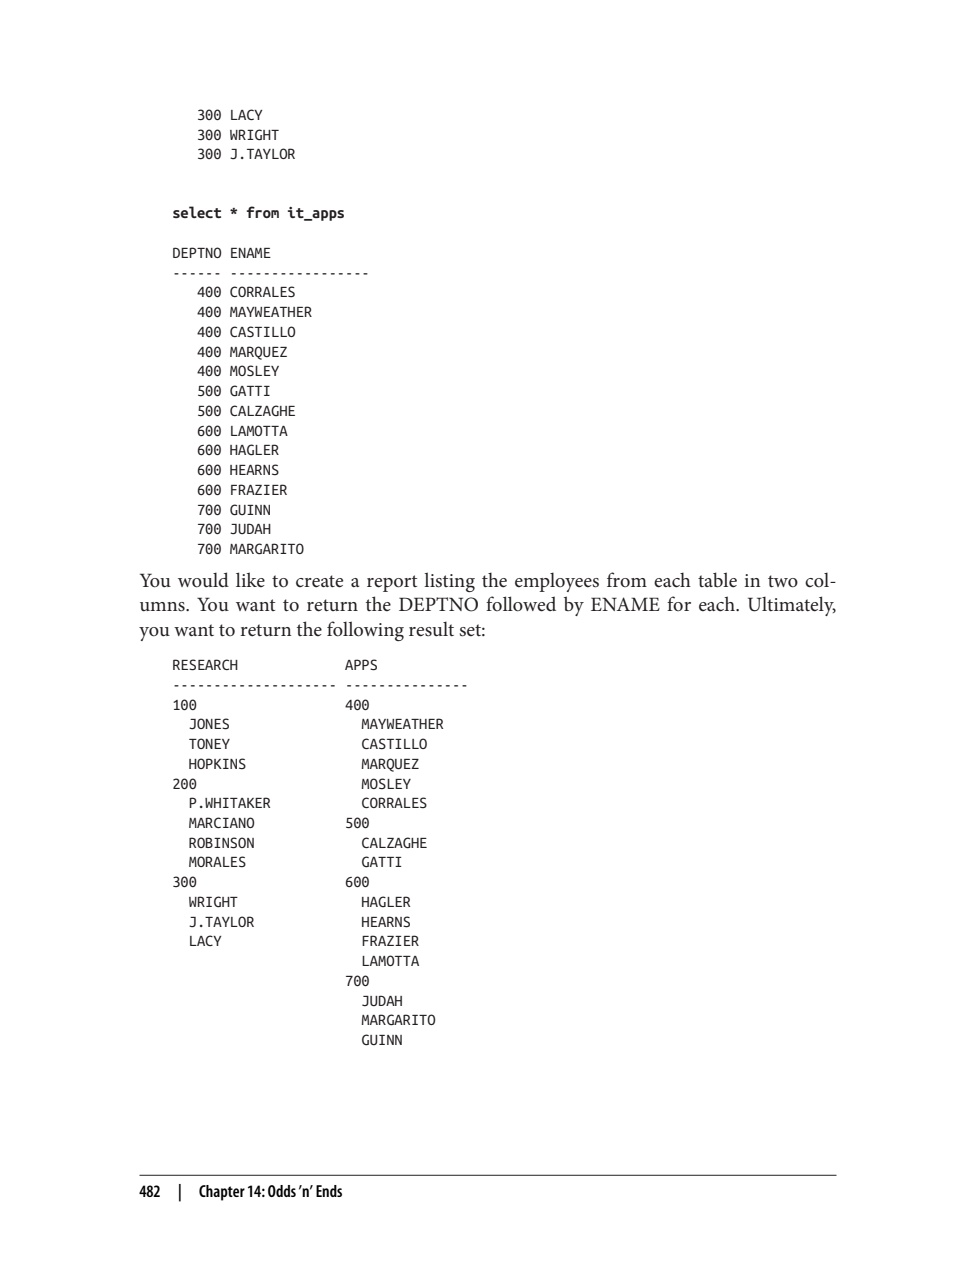 300 LACY
300 WRIGHT
300 J.TAYLOR
select * from it_apps
DEPTNO ENAME
------ -----------------
400 CORRALES
400 MAYWEATHER
400 CASTILLO
400 MARQUEZ
400 MOSLEY
500 GATTI
500 CALZAGHE
600 LAMOTTA
600 HAGLER
600 HEARNS
600 FRAZIER
700 GUINN
700 JUDAH
700 MARGARITO
You would like to create a report listing the employees from each table in two col-
umns. You want to return the DEPTNO followed by ENAME for each. Ultimately,
you want to return the following result set:
RESEARCH             APPS
-------------------- ---------------
100                  400
  JONES                MAYWEATHER
  TONEY                CASTILLO
  HOPKINS              MARQUEZ
200                    MOSLEY
  P.WHITAKER           CORRALES
  MARCIANO           500
  ROBINSON             CALZAGHE
  MORALES              GATTI
300                  600
  WRIGHT               HAGLER
  J.TAYLOR             HEARNS
  LACY                 FRAZIER
                       LAMOTTA
                     700
                       JUDAH
                       MARGARITO
                       GUINN
482 | Chapter 14: Odds ’n’ Ends